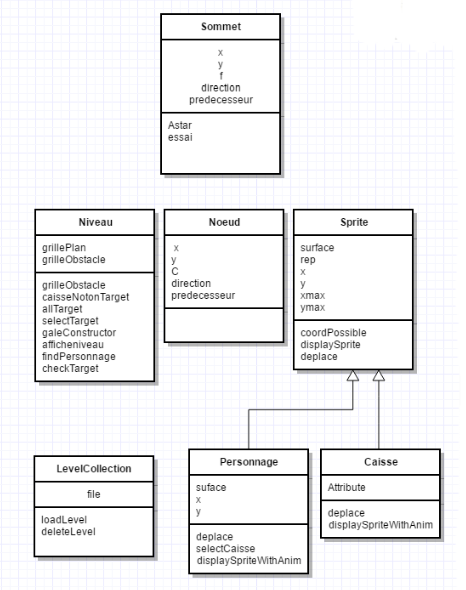 Sommet
x
y
f
direction
predecesseur
Astar
essai
Niveau
grillePlan
grilleObstacle
grilleObstacle
caisseNotonTarget
allTarget
selectTarget
galeConstructor
afficheniveau
findPersonnage
checkTarget
Noeud
x
y
C
direction
predecesseur
Sprite
surface
rep
x
y
xmax
ymax
coordPossible
displaySprite
deplace
LevelCollection
file
loadLevel
deleteLevel
Personnage
suface
x
y
deplace
selectCaisse
displaySpriteWithAnim
Caisse
Attribute
deplace
displaySpriteWithAnim